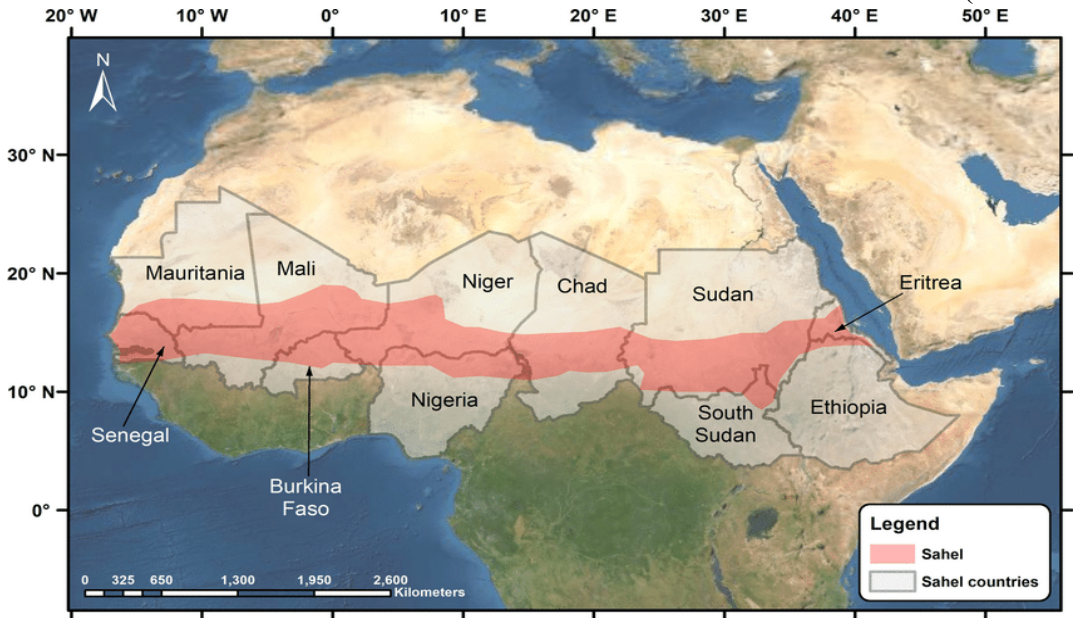 20° W 10° W 0° 10° E 20° E 30° E 40° E 50° E
N
30° N
20° N
10° N
0°
Mauritania
Mali
Niger
Chad
Sudan
Eritrea
Nigeria
South
Sudan
Ethiopia
Senegal
Burkina
Faso
Legend
Sahel
Sahel countries
0 325 650 1,300 1,950 2,600
Kilometers